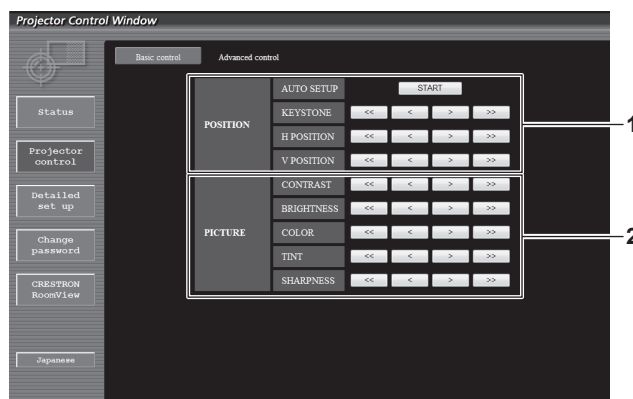 Projector Control Window
Basic control Advanced control
Status
Projector
control
Detailed
set up
Change
password
CRESTRON
RoomView
Japanese
POSITION
AUTO SETUP START
KEYSTONE << < > >>
H POSITION << < > >>
V POSITION << < > >>
1
PICTURE
CONTRAST << < > >>
BRIGHTNESS << < > >>
COLOR << < > >>
TINT << < > >>
SHARPNESS << < > >>
2